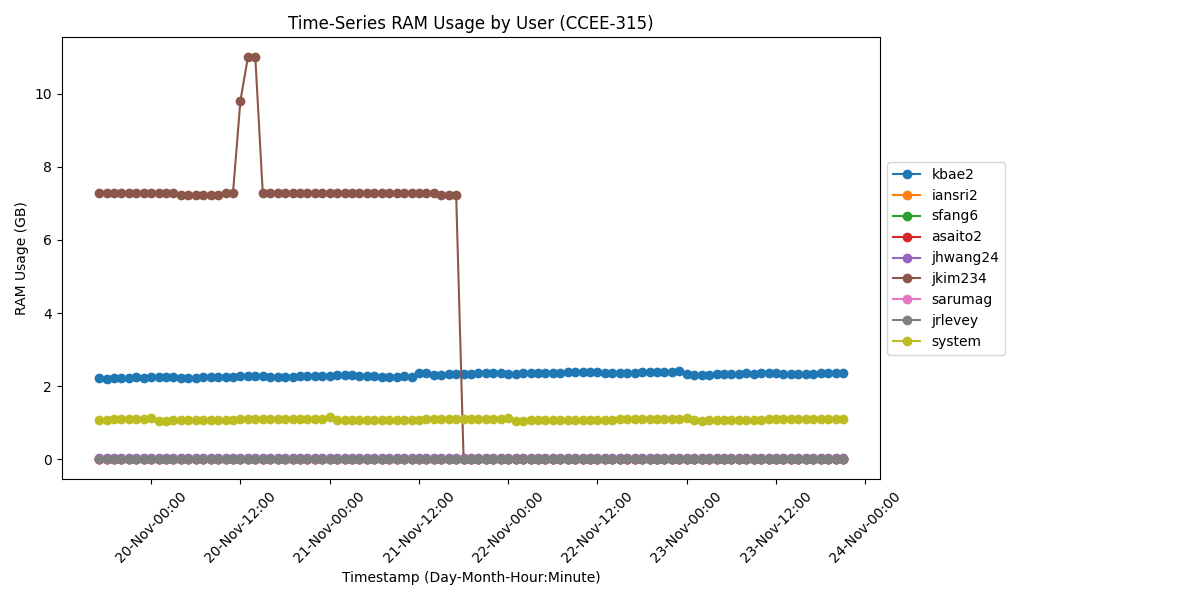 Time-Series RAM Usage by User (CCEE-315)
RAM Usage (GB)
10
8
6
4
2
0
20-Nov-00:00
20-Nov-12:00
21-Nov-00:00
21-Nov-12:00
22-Nov-00:00
22-Nov-12:00
23-Nov-00:00
23-Nov-12:00
24-Nov-00:00
Timestamp (Day-Month-Hour:Minute)
kbae2
iansri2
sfang6
asaito2
jhwang24
jkim234
sarumag
jrlevey
system